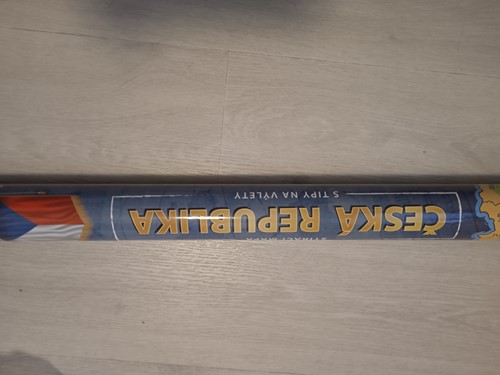 ČESKÁ REPUBLIKA
S TIPY NA VÝLETY